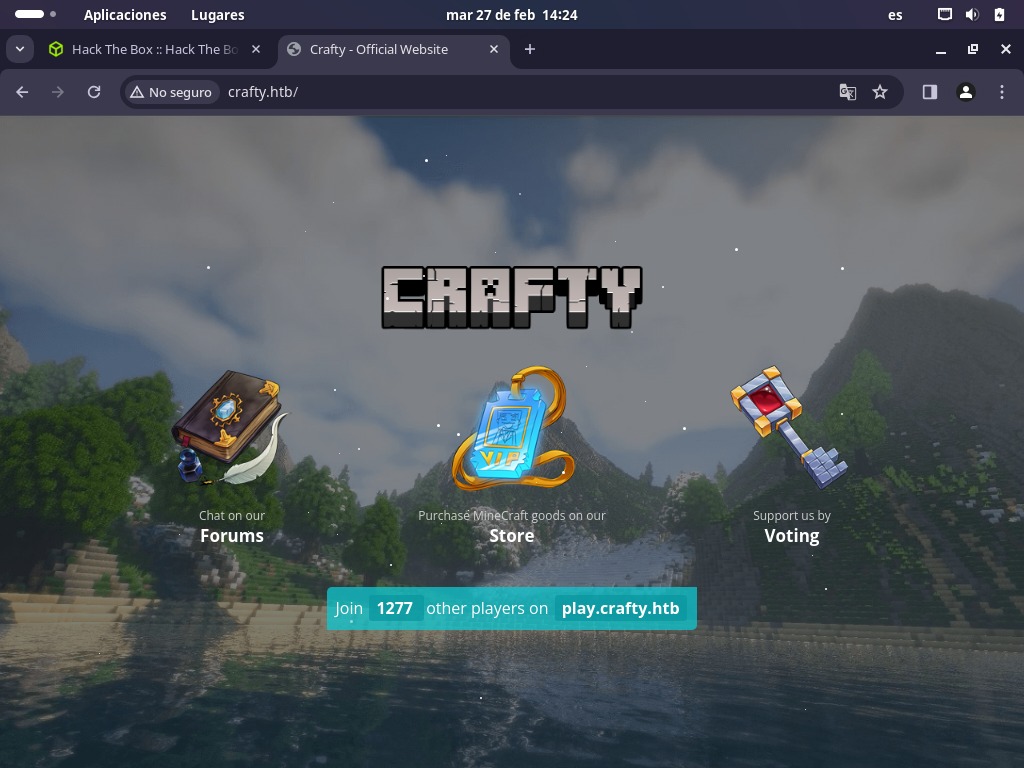 Aplicaciones Lugares mar 27 de feb 14:24 es
Hack The Box :: Hack The Bo Crafty - Official Website
No seguro crafty.htb/
CRAFTY
VIP
Chat on our
Forums
Purchase MineCraft goods on our
Store
Support us by
Voting
Join 1277 other players on play.crafty.htb